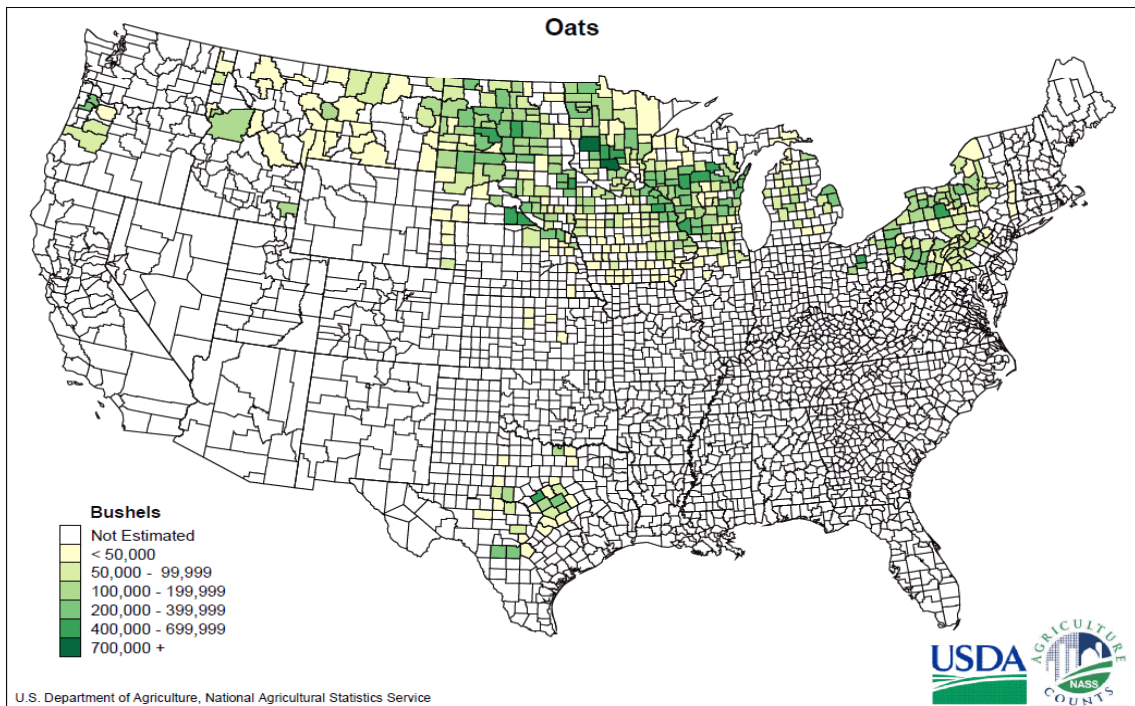 Oats
Bushels
Not Estimated
< 50,000
50,000 - 99,999
100,000 - 199,999
200,000 - 399,999
400,000 - 699,999
700,000 +
U.S. Department of Agriculture, National Agricultural Statistics Service
USDA
AGRICULTURE
NASS
COUNTS